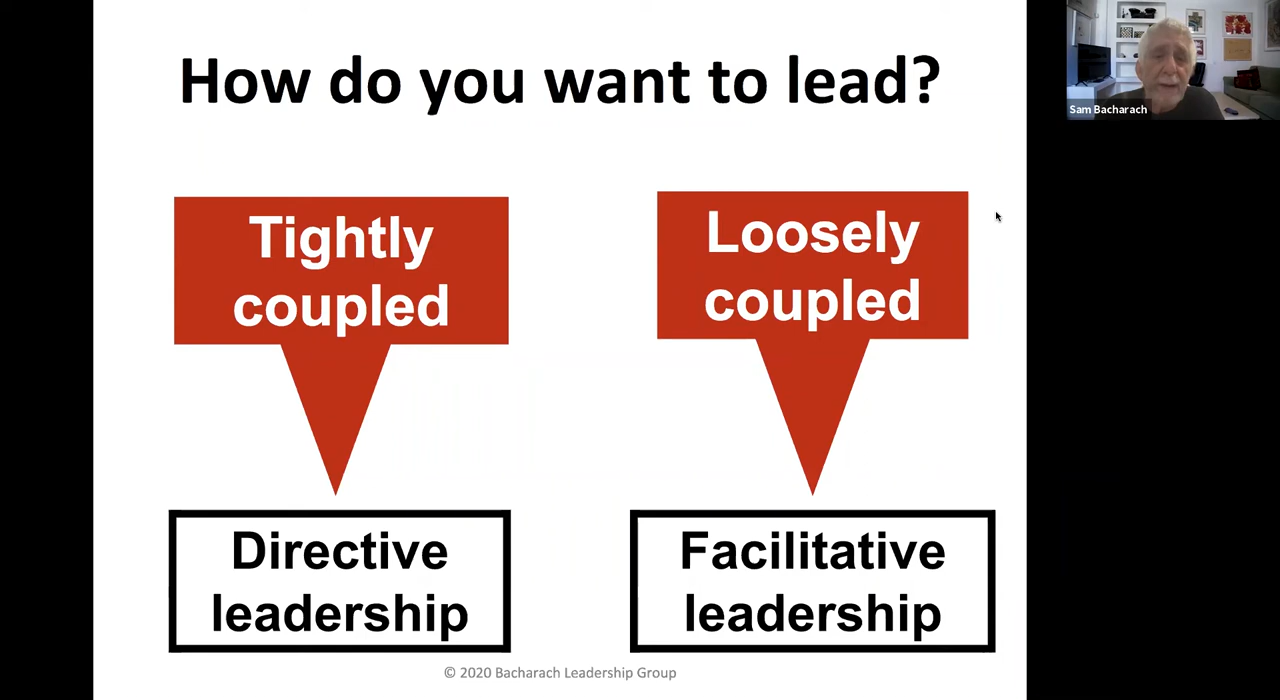 How do you want to lead?
Sam Bacharach
Tightly
coupled
Loosely
coupled
Directive
leadership
Facilitative
leadership
© 2020 Bacharach Leadership Group